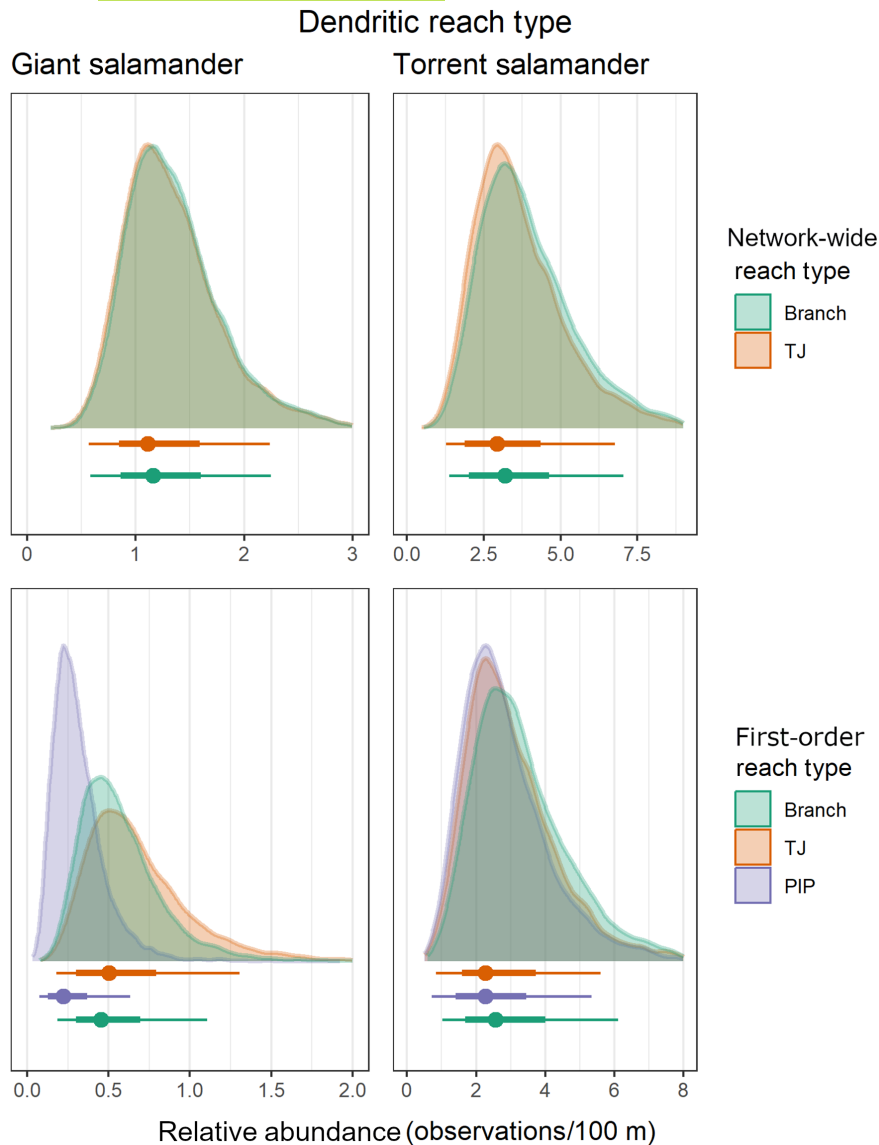 Dendritic reach type
Giant salamander
Torrent salamander
0 1 2 3
0.0 2.5 5.0 7.5
Network-wide
reach type
Branch
TJ
0.0 0.5 1.0 1.5 2.0
0 2 4 6 8
First-order
reach type
Branch
TJ
PIP
Relative abundance (observations/100 m)